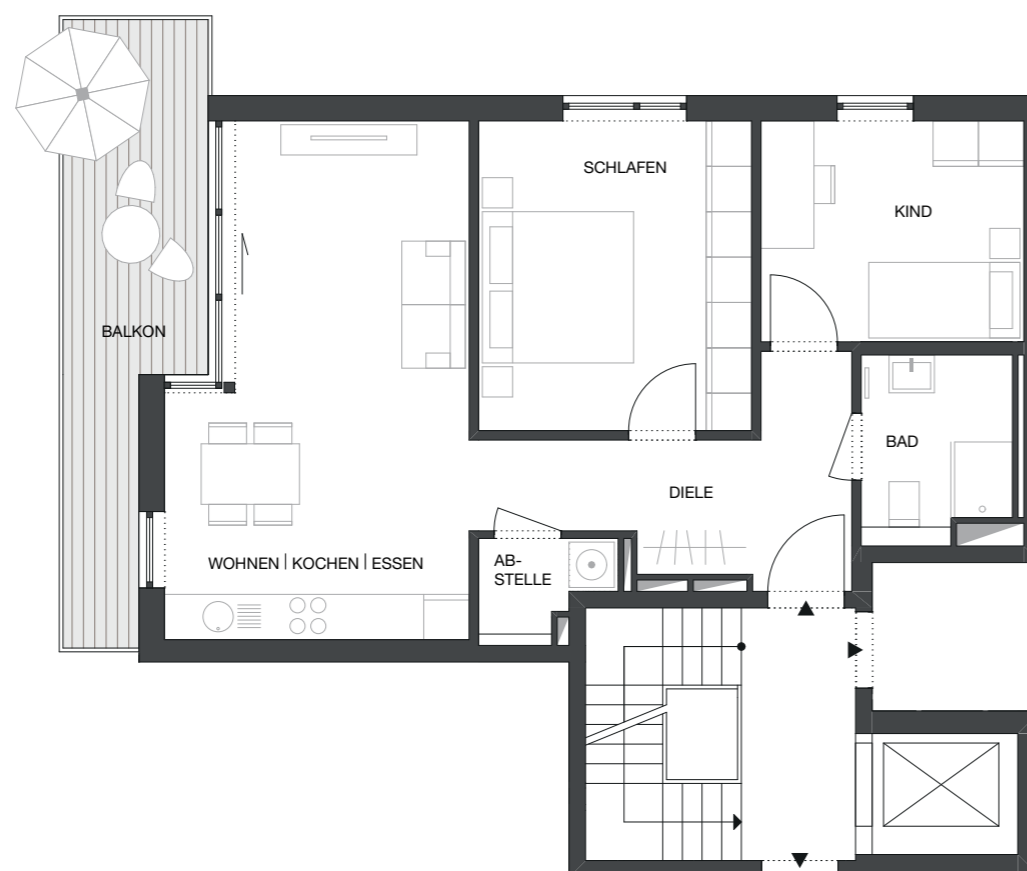 SCHLAFEN
KIND
BALKON
BAD
DIELE
WOHNEN | KOCHEN | ESSEN
AB-
STELLE